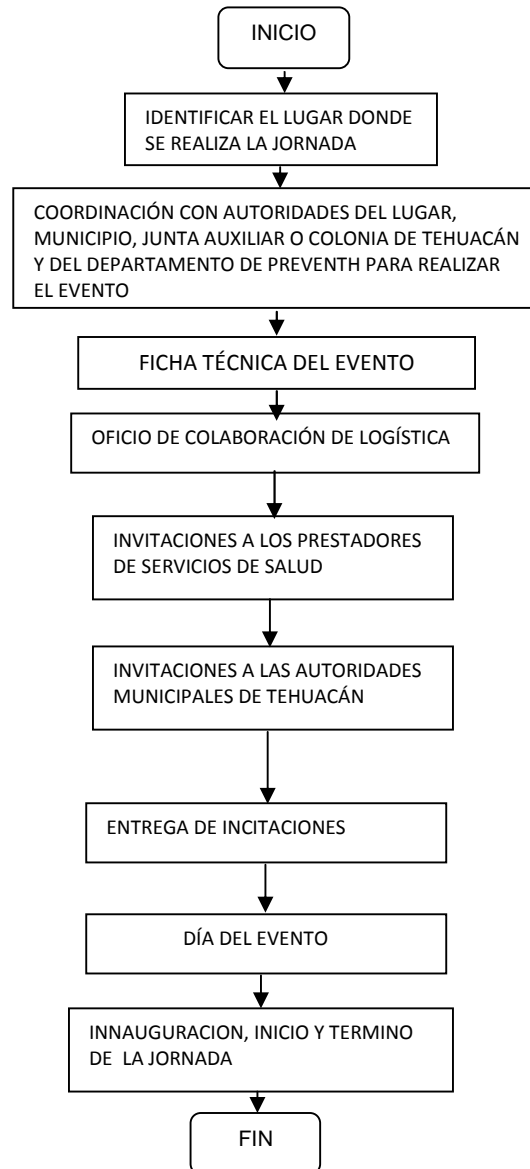 INICIO
IDENTIFICAR EL LUGAR DONDE
SE REALIZA LA JORNADA
COORDINACIÓN CON AUTORIDADES DEL LUGAR,
MUNICIPIO, JUNTA AUXILIAR O COLONIA DE TEHUACÁN
Y DEL DEPARTAMENTO DE PREVENTH PARA REALIZAR
EL EVENTO
FICHA TÉCNICA DEL EVENTO
OFICIO DE COLABORACIÓN DE LOGÍSTICA
INVITACIONES A LOS PRESTADORES
DE SERVICIOS DE SALUD
INVITACIONES A LAS AUTORIDADES
MUNICIPALES DE TEHUACÁN
ENTREGA DE INCITACIONES
DÍA DEL EVENTO
INNAUGURACION, INICIO Y TERMINO
DE LA JORNADA
FIN